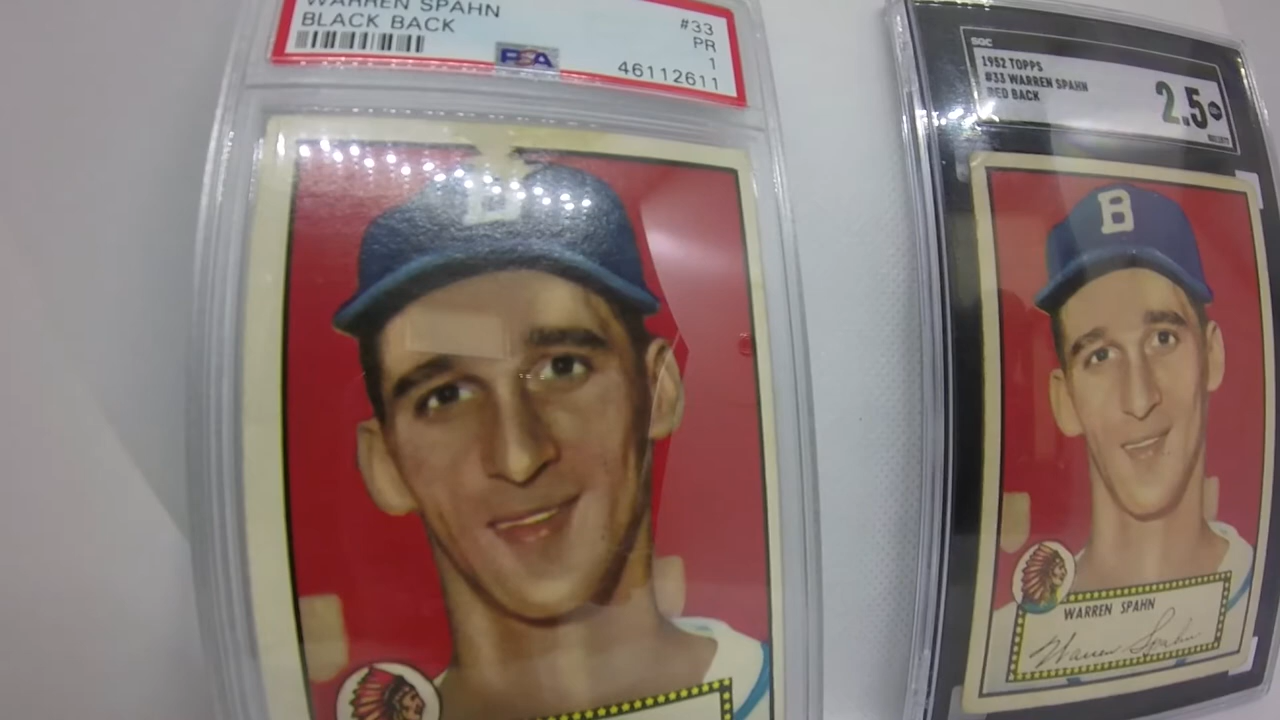 WARREN SPAHN
BLACK BACK
#33
PR
1
PSA
46112611
B
SGC
1952 TOPPS
#33 WARREN SPAHN
RED BACK
2.5
B
WARREN SPAHN
Warren Spahn